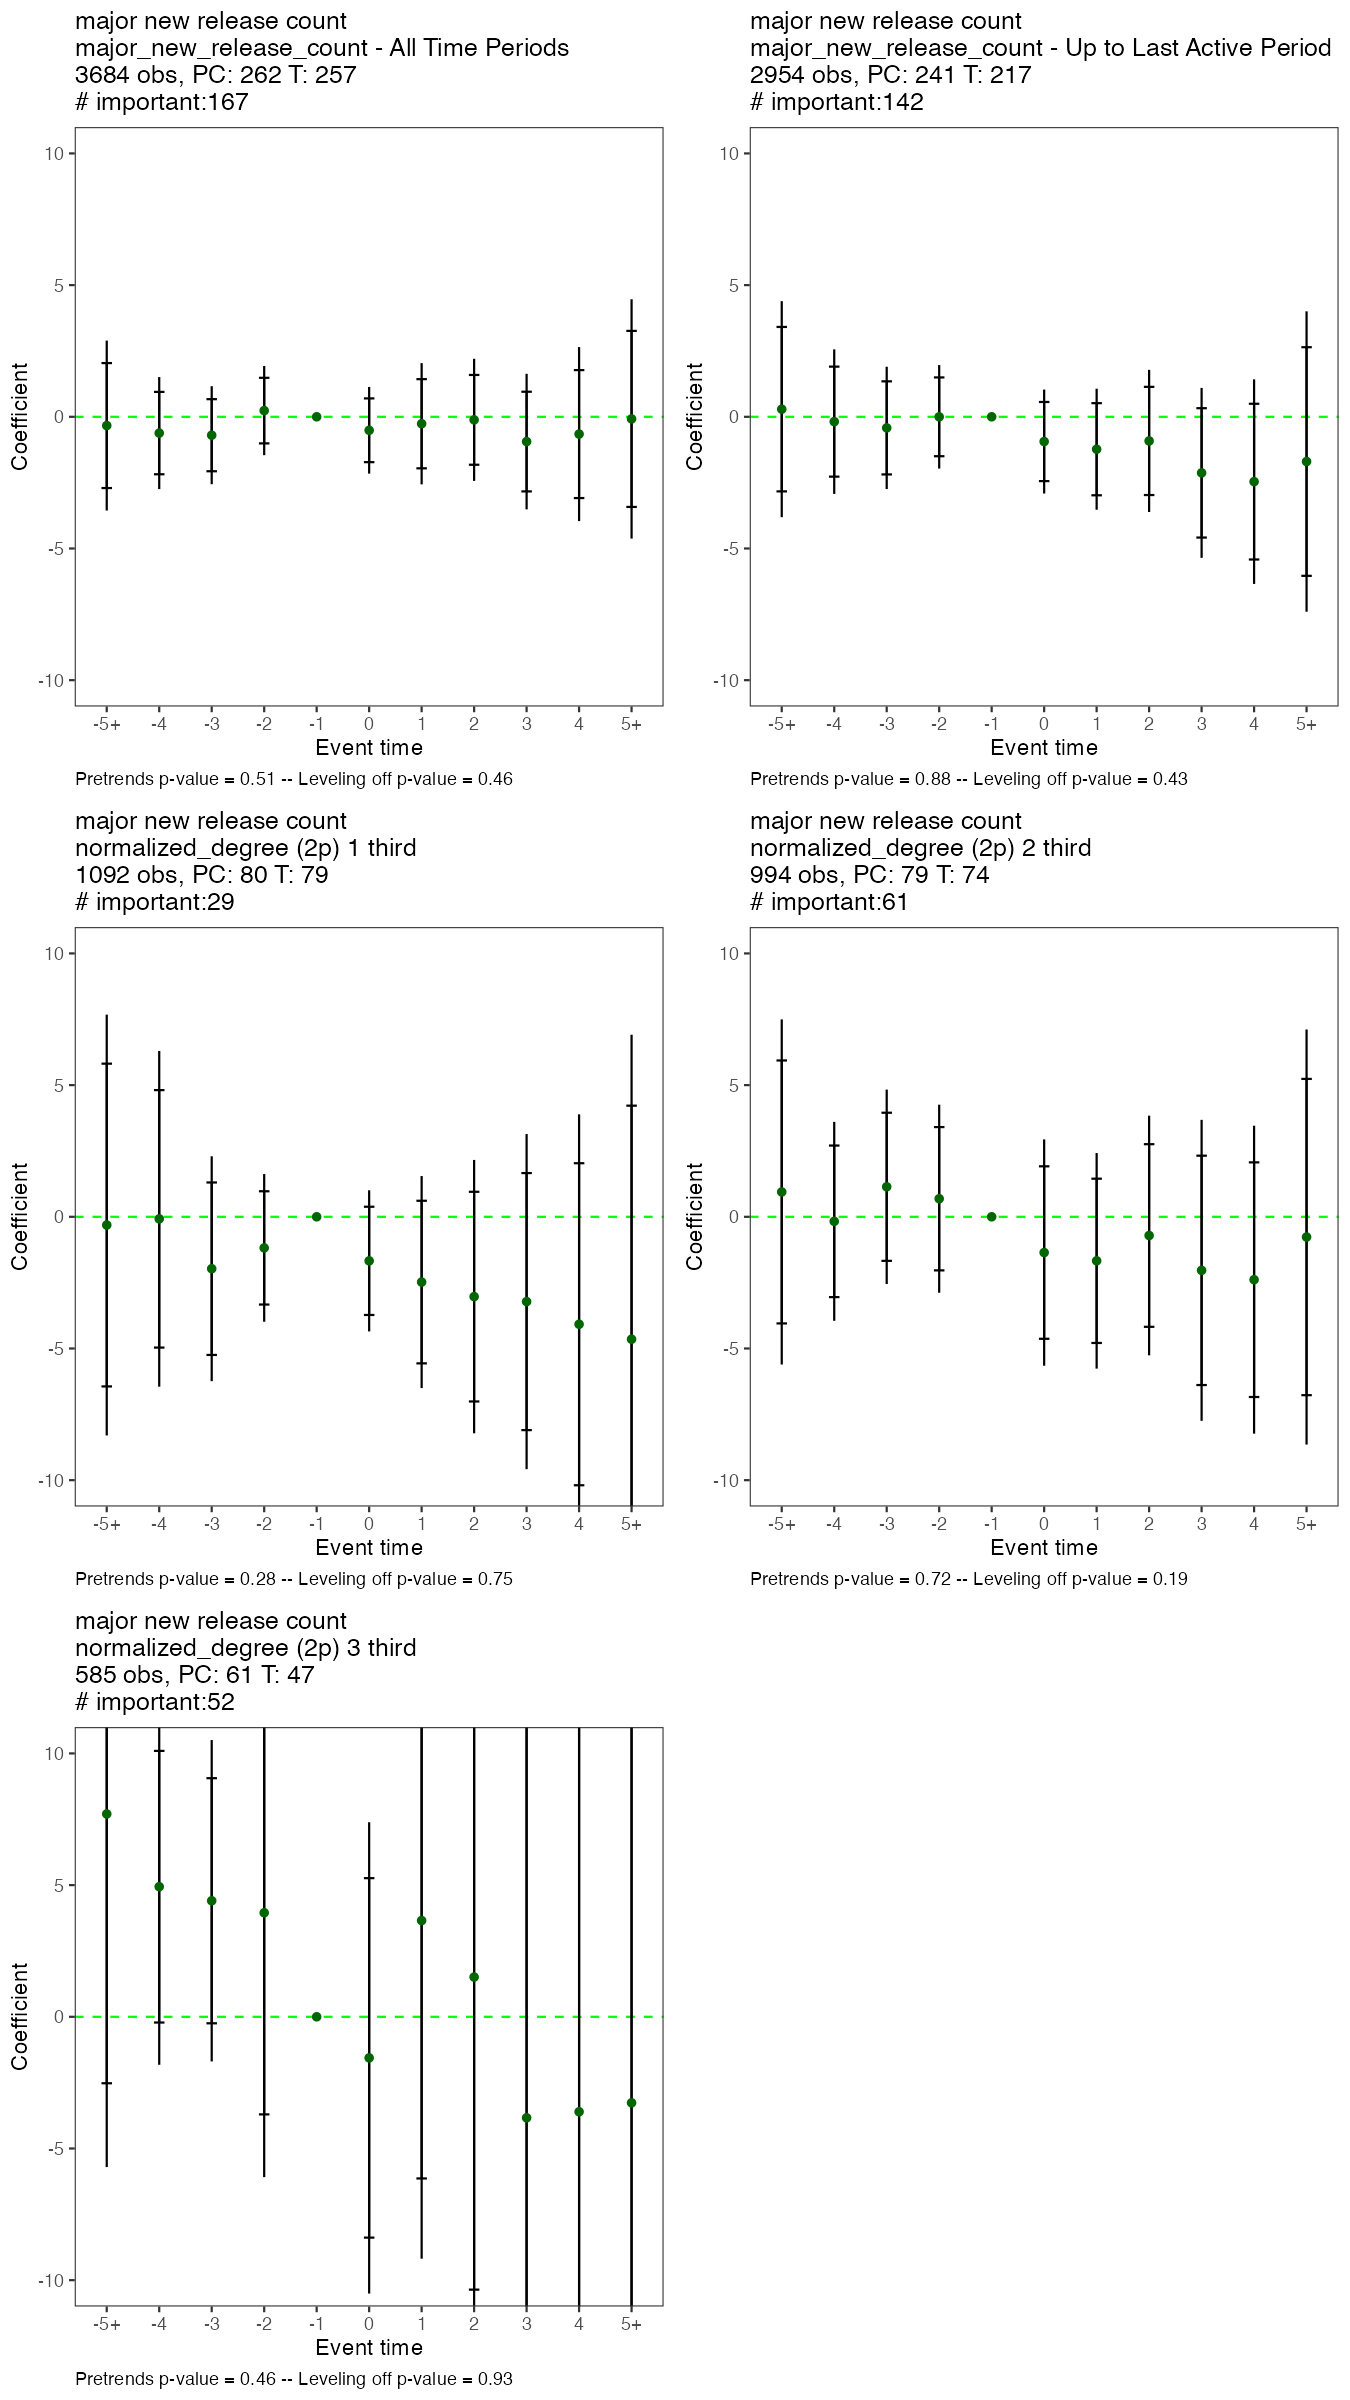 major new release count
major_new_release_count - All Time Periods
3684 obs, PC: 262 T: 257
# important:167
10
5
0
-5
-10
Coefficient
-5+ -4 -3 -2 -1 0 1 2 3 4 5+
Event time
Pretrends p-value = 0.51 -- Leveling off p-value = 0.46
major new release count
major_new_release_count - Up to Last Active Period
2954 obs, PC: 241 T: 217
# important:142
10
5
0
-5
-10
Coefficient
-5+ -4 -3 -2 -1 0 1 2 3 4 5+
Event time
Pretrends p-value = 0.88 -- Leveling off p-value = 0.43
major new release count
normalized_degree (2p) 1 third
1092 obs, PC: 80 T: 79
# important:29
10
5
0
-5
-10
Coefficient
-5+ -4 -3 -2 -1 0 1 2 3 4 5+
Event time
Pretrends p-value = 0.28 -- Leveling off p-value = 0.75
major new release count
normalized_degree (2p) 2 third
994 obs, PC: 79 T: 74
# important:61
10
5
0
-5
-10
Coefficient
-5+ -4 -3 -2 -1 0 1 2 3 4 5+
Event time
Pretrends p-value = 0.72 -- Leveling off p-value = 0.19
major new release count
normalized_degree (2p) 3 third
585 obs, PC: 61 T: 47
# important:52
10
5
0
-5
-10
Coefficient
-5+ -4 -3 -2 -1 0 1 2 3 4 5+
Event time
Pretrends p-value = 0.46 -- Leveling off p-value = 0.93